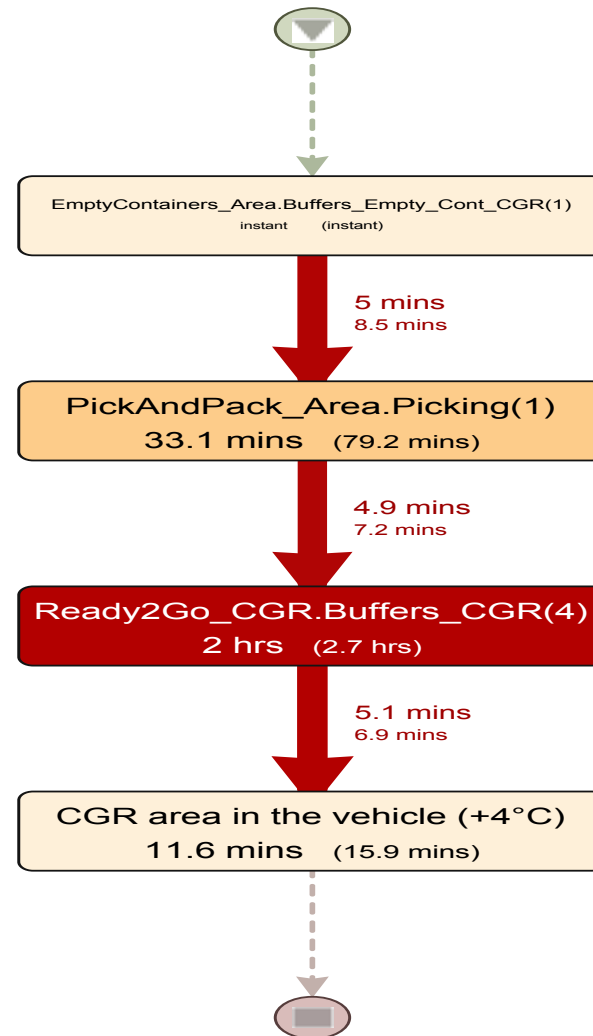 EmptyContainers_Area.Buffers_Empty_Cont_CGR(1)
instant (instant)
5 mins
8.5 mins
PickAndPack_Area.Picking(1)
33.1 mins (79.2 mins)
4.9 mins
7.2 mins
Ready2Go_CGR.Buffers_CGR(4)
2 hrs (2.7 hrs)
5.1 mins
6.9 mins
CGR area in the vehicle (+4°C)
11.6 mins (15.9 mins)